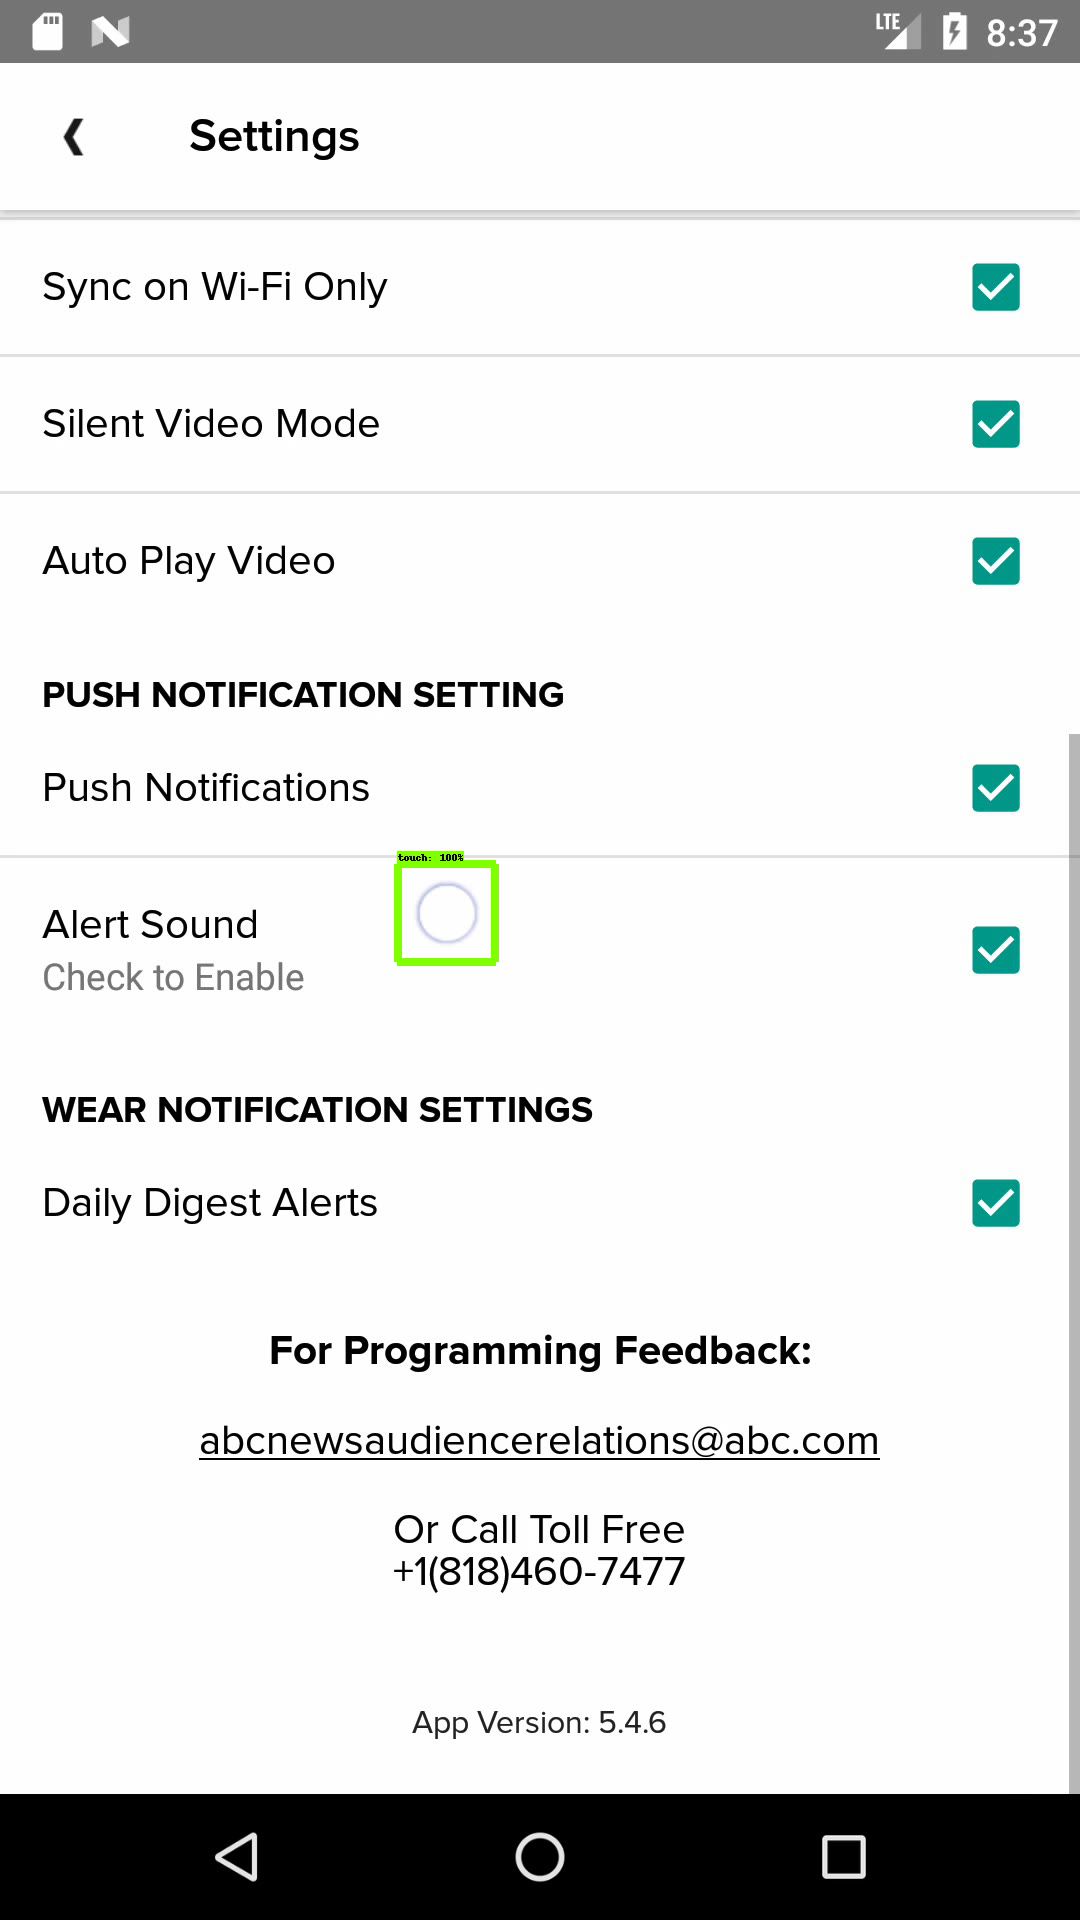 LTE 8:37
Settings
Sync on Wi-Fi Only
Silent Video Mode
Auto Play Video
PUSH NOTIFICATION SETTING
Push Notifications
touch: 100%
Alert Sound
Check to Enable
WEAR NOTIFICATION SETTINGS
Daily Digest Alerts
For Programming Feedback:
abcnewsaudiencerelations@abc.com
Or Call Toll Free
+1(818)460-7477
App Version: 5.4.6